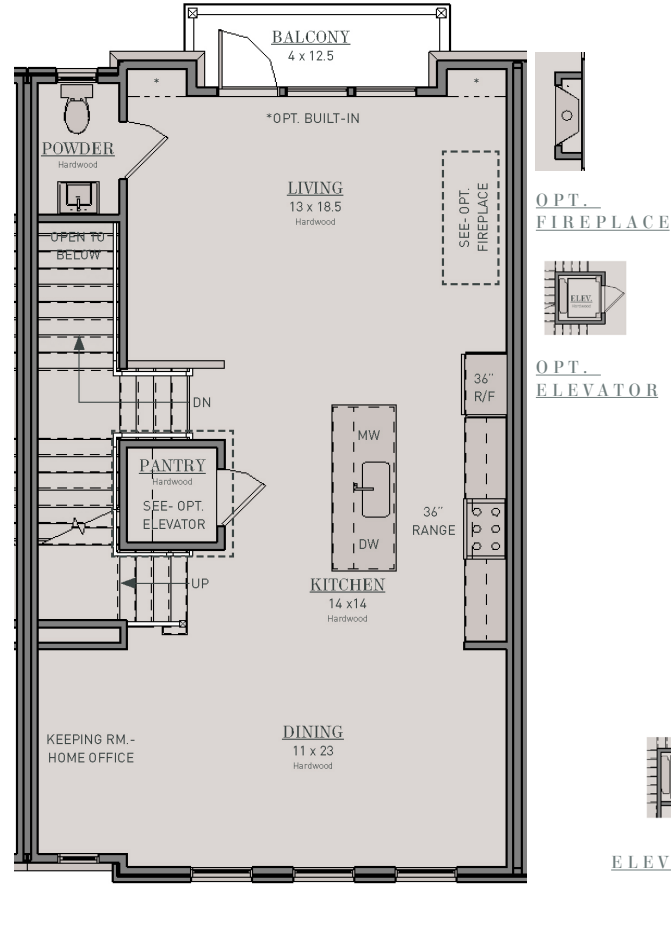 BALCONY
4 x 12.5
*
*
*OPT. BUILT-IN
POWDER
Hardwood
LIVING
13 x 18.5
Hardwood
SEE- OPT.
FIREPLACE
OPT.
FIREPLACE
OPEN TO
BELOW
ELEV.
OPT.
ELEVATOR
36"
R/F
DN
MW
PANTRY
Hardwood
SEE- OPT.
ELEVATOR
36"
RANGE
DW
UP
KITCHEN
14 x14
Hardwood
KEEPING RM.-
HOME OFFICE
DINING
11 x 23
Hardwood
ELEV